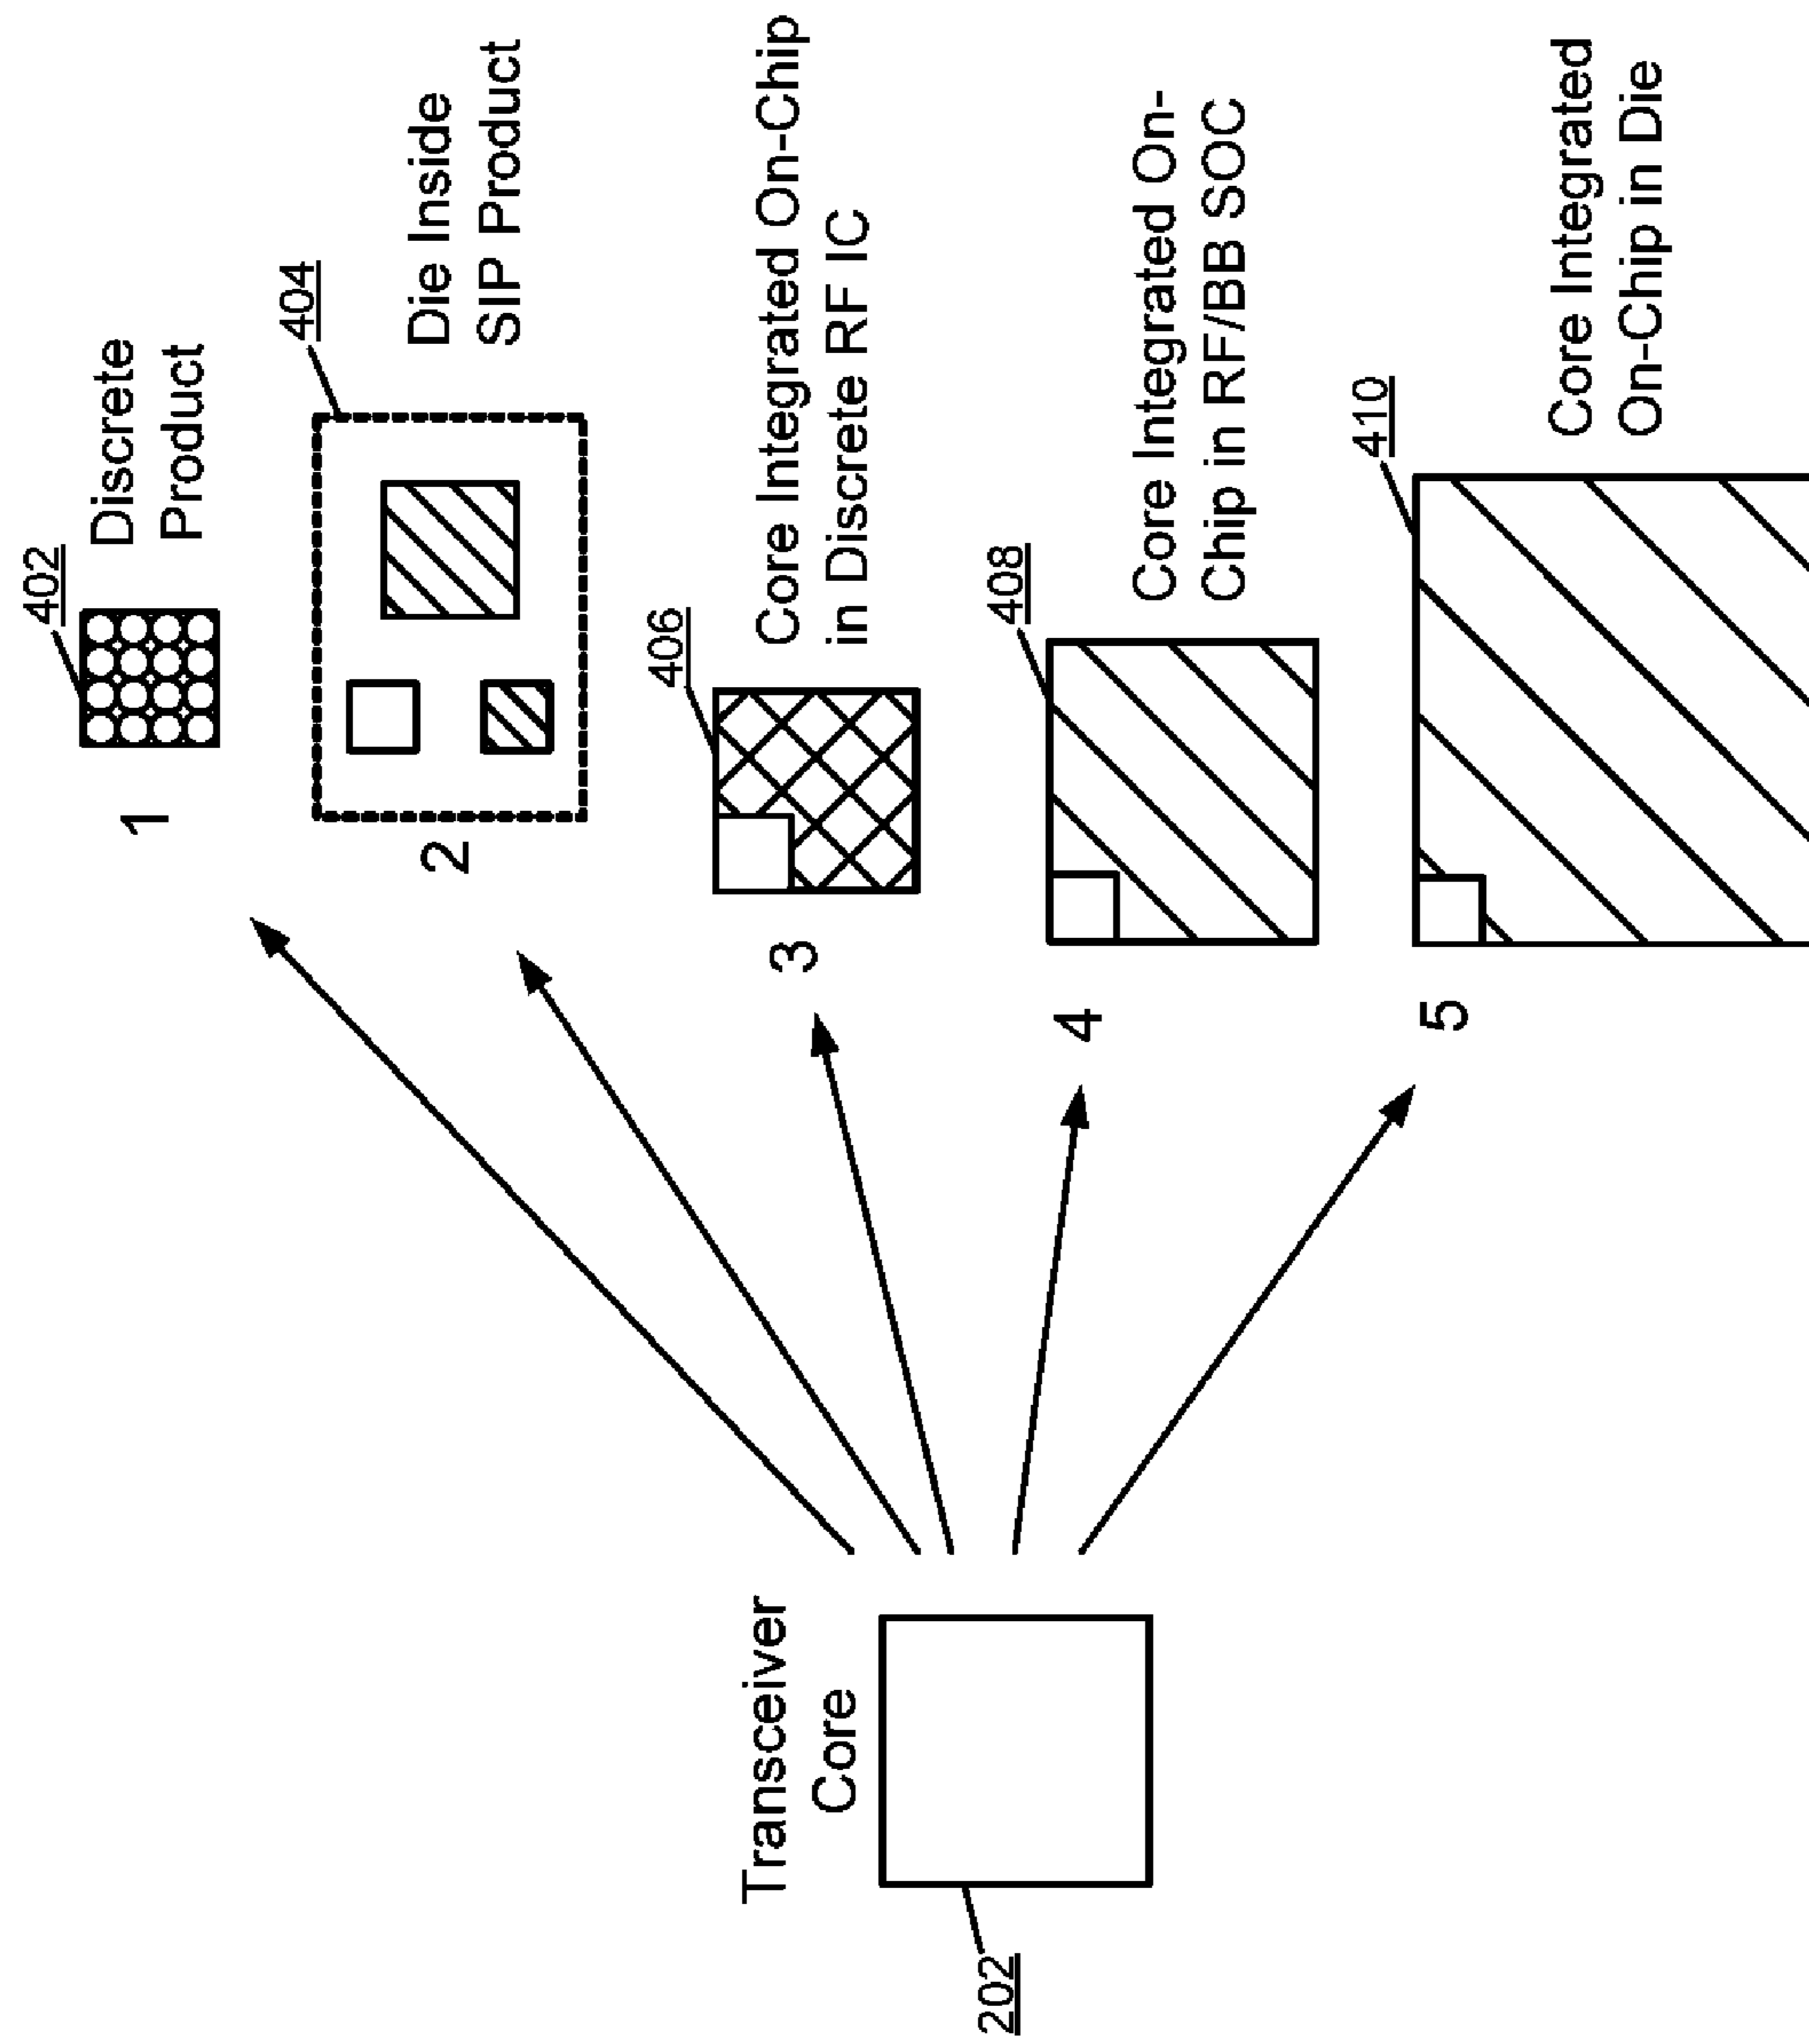 Transceiver
Core
202
1
402
Discrete
Product
2
404
Die Inside
SIP Product
3
406
Core Integrated On-Chip
in Discrete RF IC
4
408
Core Integrated On-
Chip in RF/BB SOC
5
410
Core Integrated
On-Chip in Die